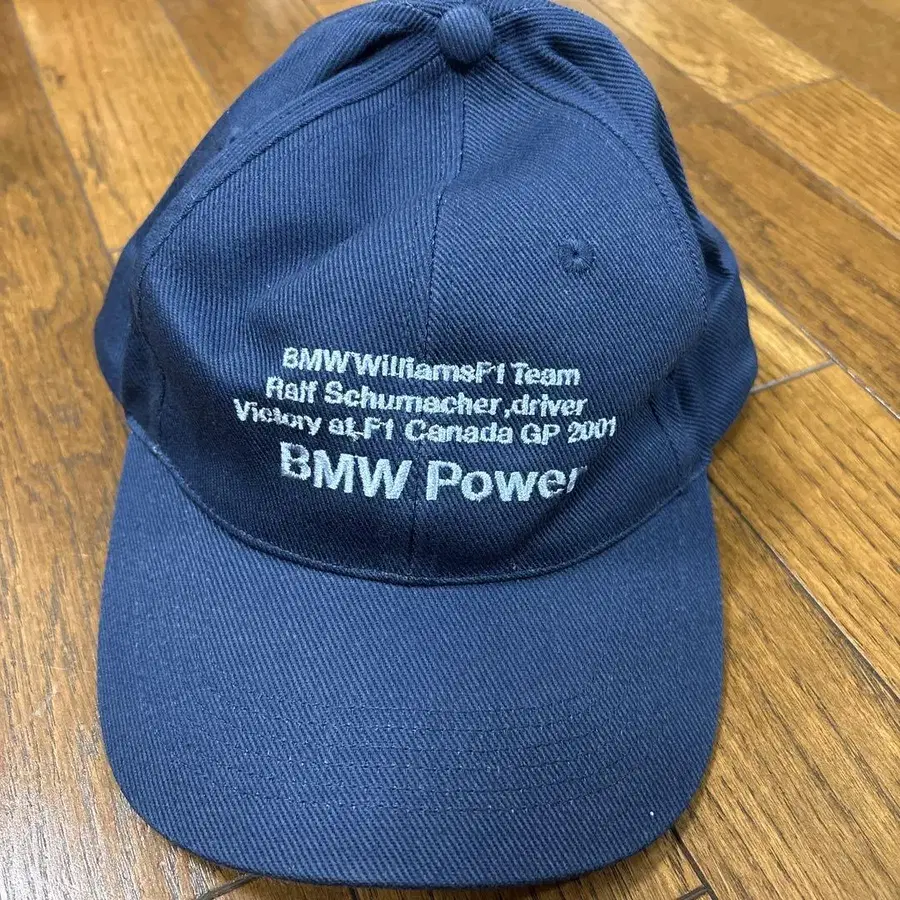 BMW WilliamsF1 Team
Ralf Schumacher,driver
Victory at F1 Canada GP 2001
BMW Power